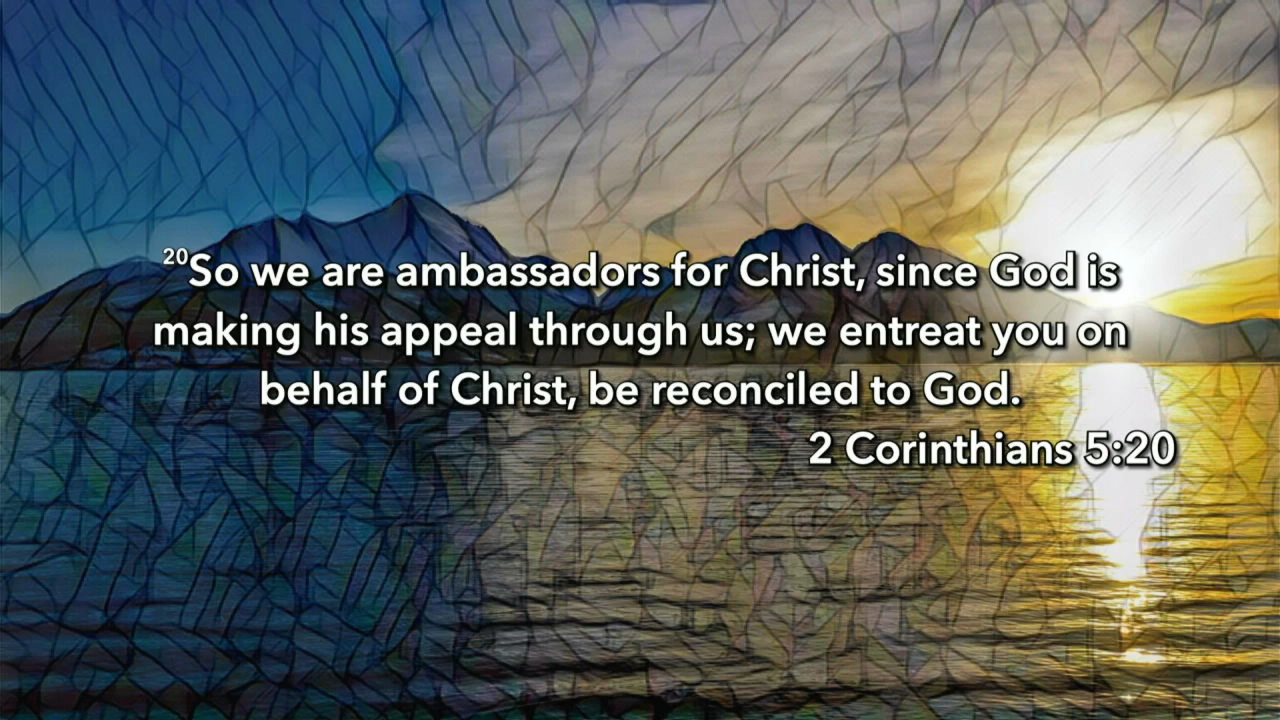 ²⁰So we are ambassadors for Christ, since God is
making his appeal through us; we entreat you on
behalf of Christ, be reconciled to God.
2 Corinthians 5:20